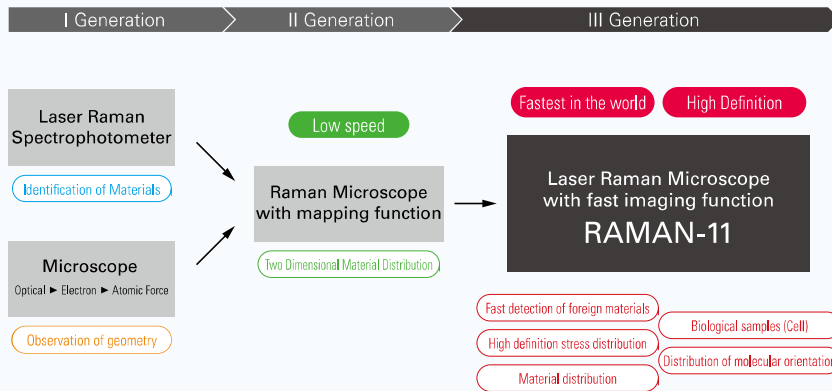 I Generation
II Generation
III Generation
Laser Raman
Spectrophotometer
Identification of Materials
Microscope
Optical ► Electron ► Atomic Force
Observation of geometry
Low speed
Raman Microscope
with mapping function
Two Dimensional Material Distribution
Fastest in the world
High Definition
Laser Raman Microscope
with fast imaging function
RAMAN-11
Fast detection of foreign materials
High definition stress distribution
Material distribution
Biological samples (Cell)
Distribution of molecular orientation